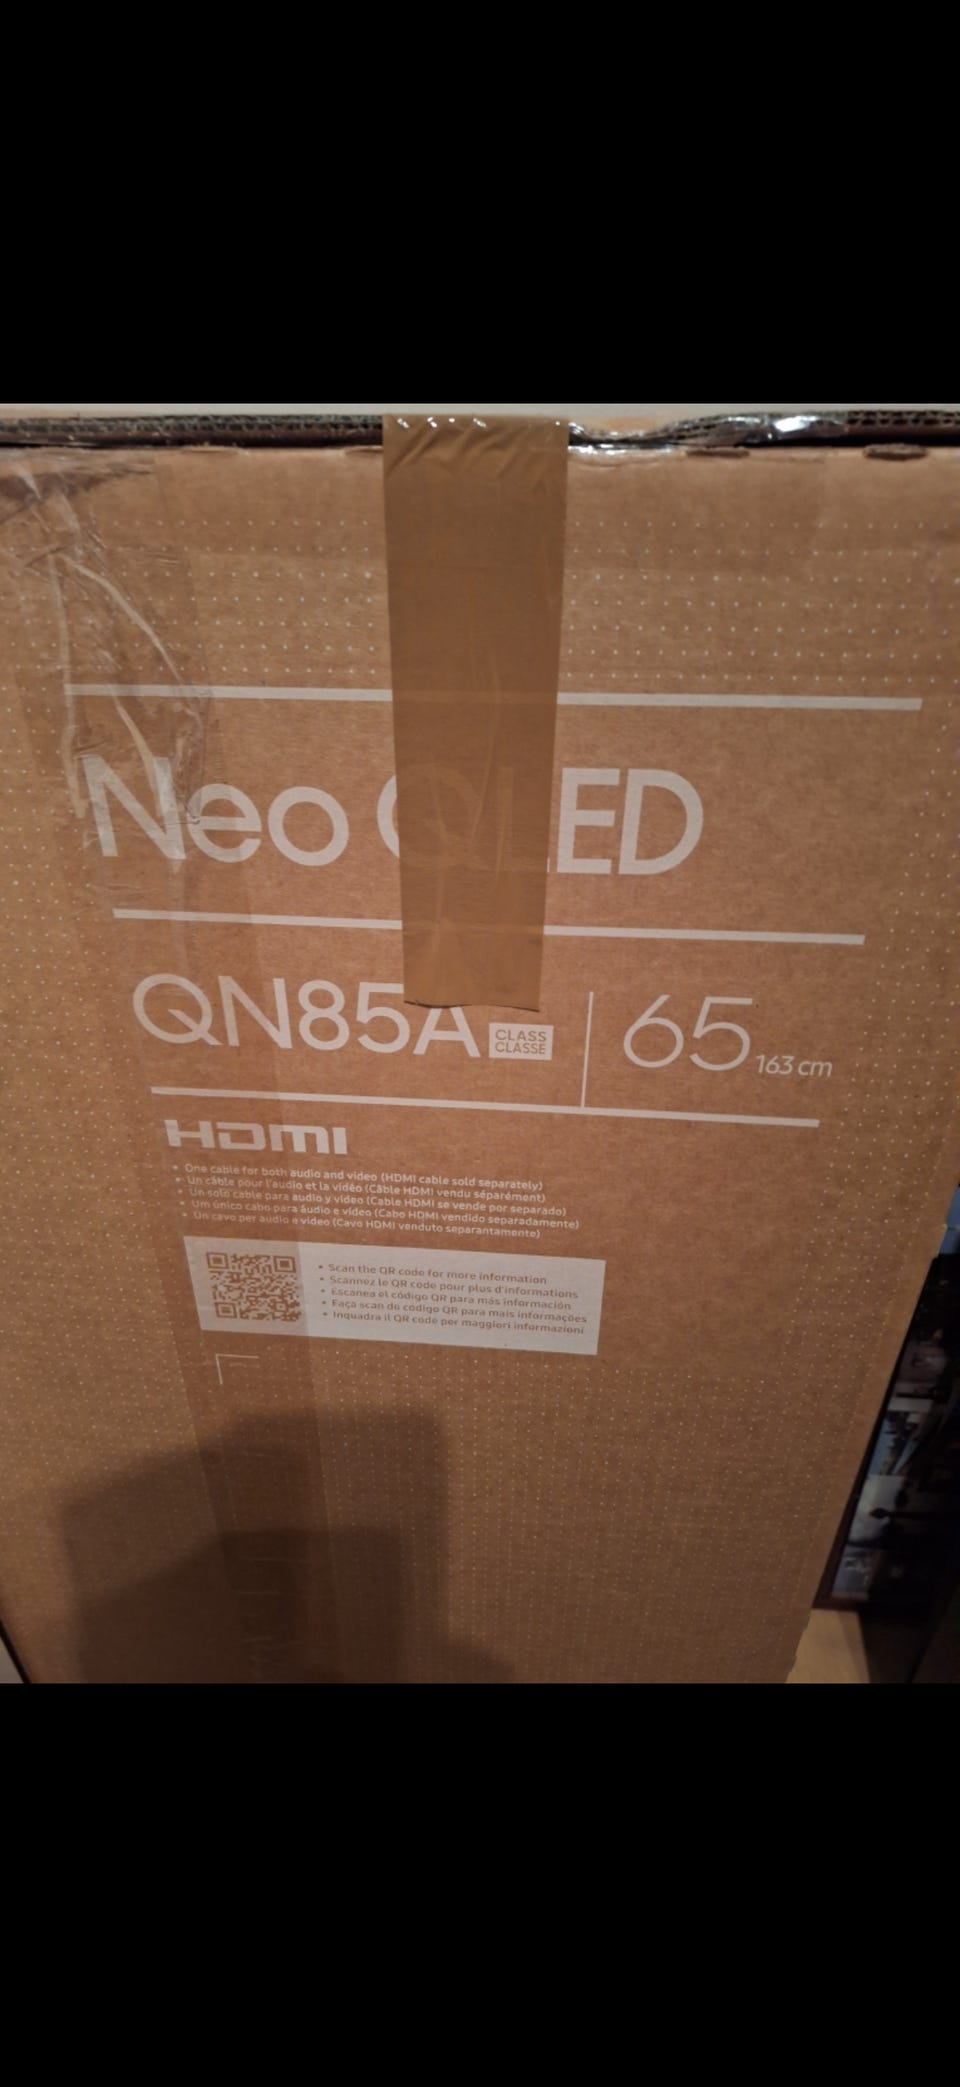 Neo QLED
QN85A CLASS CLASSE 65 163 cm
HDMI
• One cable for both audio and video (HDMI cable sold separately)
• Un câble pour l'audio et la vidéo (Câble HDMI vendu séparément)
• Un solo cable para audio y video (Cable HDMI se vende por separado)
• Um único cabo para áudio e vídeo (Cabo HDMI vendido separadamente)
• Un cavo per audio e video (Cavo HDMI venduto separantamente)
• Scan the QR code for more information
• Scannez le QR code pour plus d'informations
• Escanea el código QR para más información
• Faça scan do código QR para mais informações
• Inquadra il QR code per maggiori informazioni